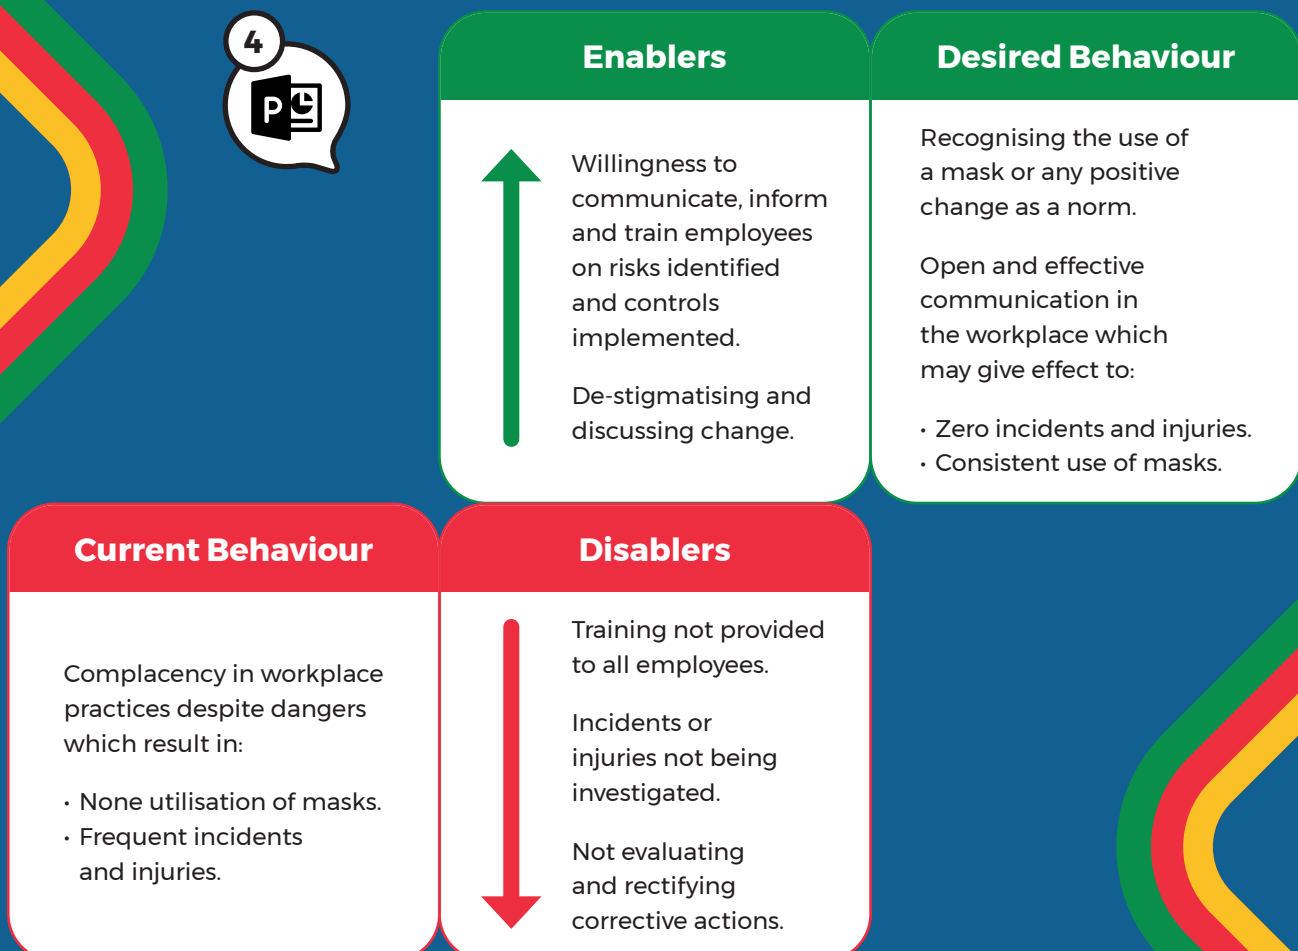 4
P
Enablers
Willingness to
communicate, inform
and train employees
on risks identified
and controls
implemented.
De-stigmatising and
discussing change.
Desired Behaviour
Recognising the use of
a mask or any positive
change as a norm.
Open and effective
communication in
the workplace which
may give effect to:
• Zero incidents and injuries.
• Consistent use of masks.
Current Behaviour
Complacency in workplace
practices despite dangers
which result in:
• None utilisation of masks.
• Frequent incidents
and injuries.
Disablers
Training not provided
to all employees.
Incidents or
injuries not being
investigated.
Not evaluating
and rectifying
corrective actions.